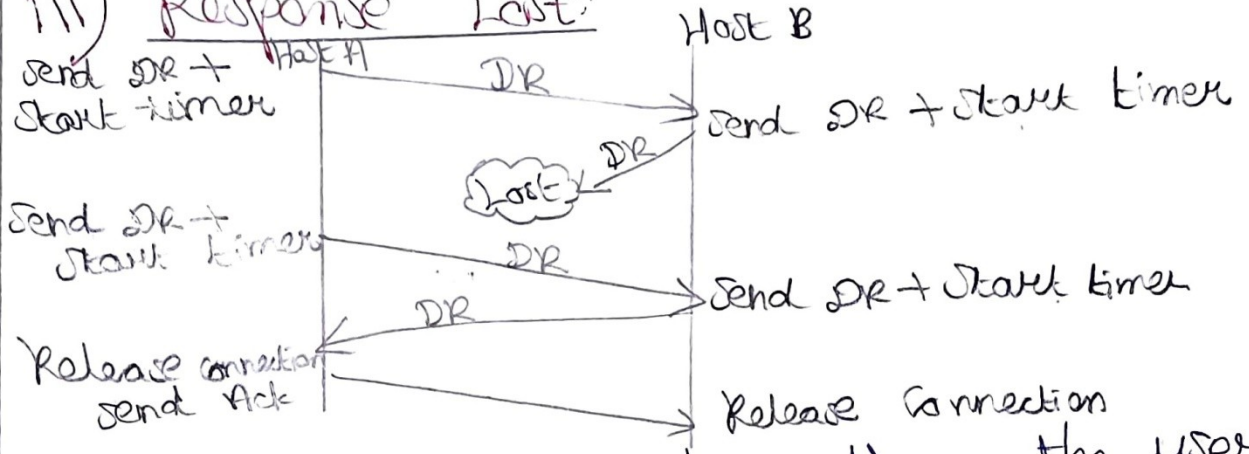 iii) Response Lost:
Host A
Host B
Send DR +
Start timer
DR
Send DR + Start timer
DR
Lost
Send DR +
Start timer
DR
Send DR + Start timer
DR
Release connection
send Ack
Release Connection
the user